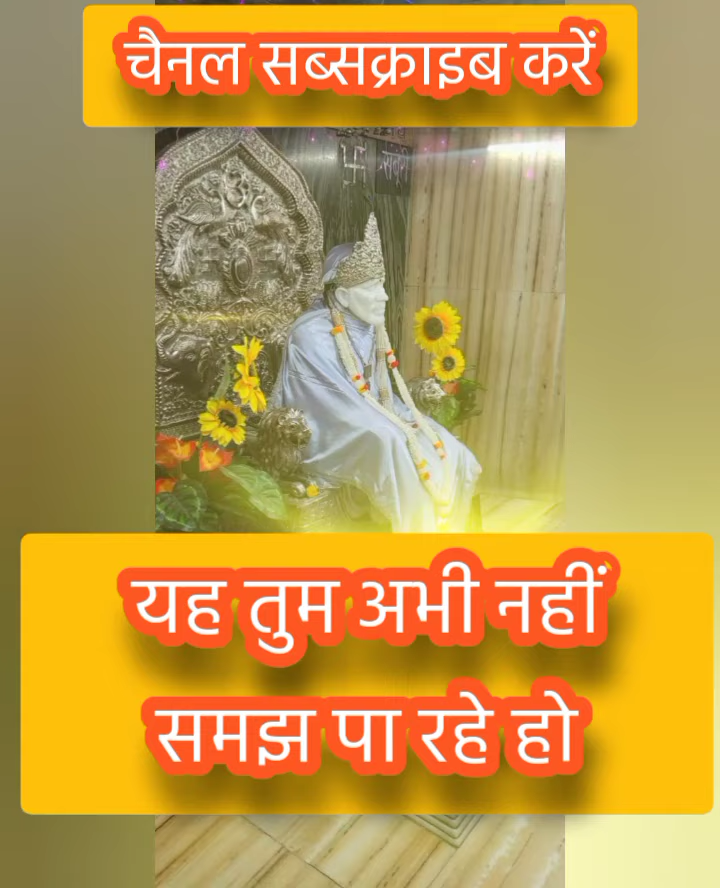 चैनल सब्सक्राइब करें
यह तुम अभी नहीं
समझ पा रहे हो